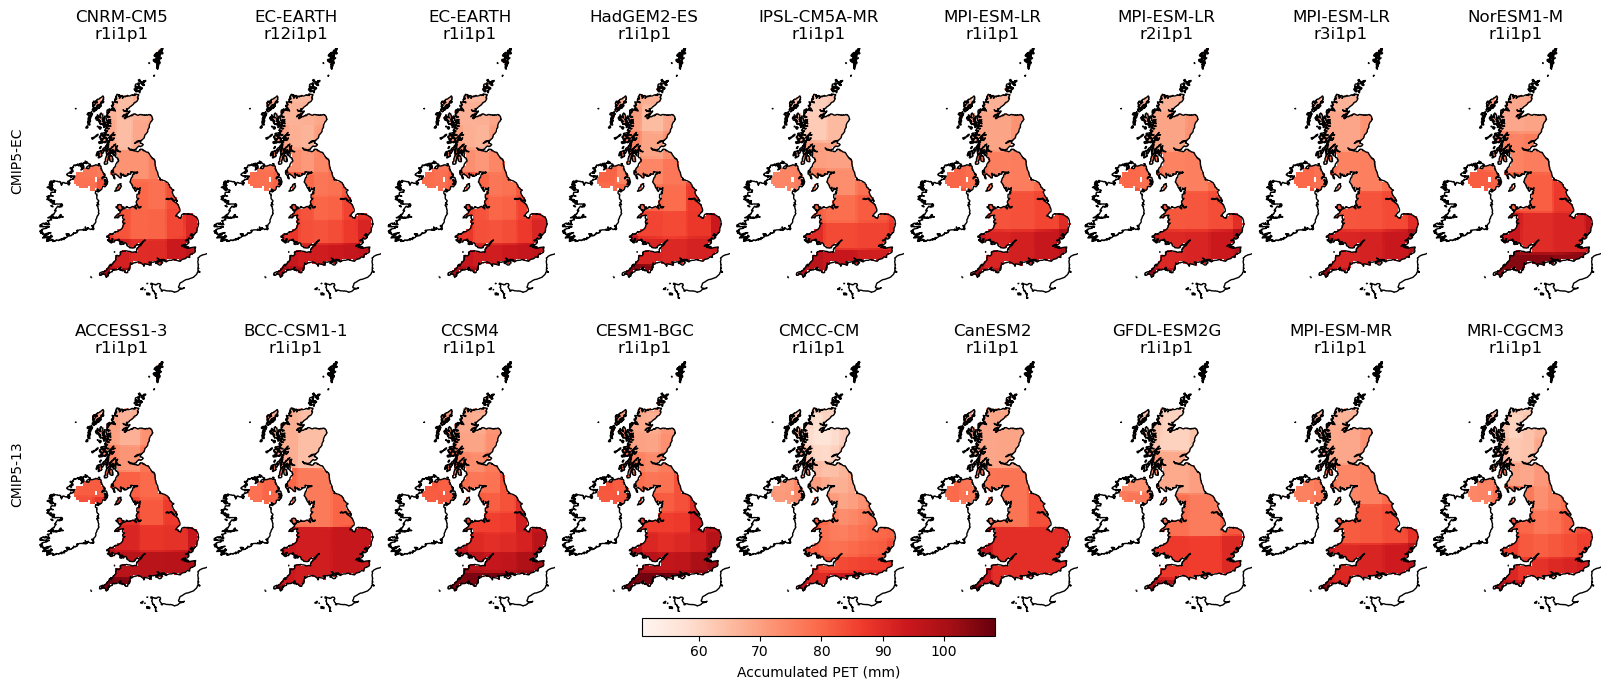 CNRM-CM5
r1i1p1
EC-EARTH
r12i1p1
EC-EARTH
r1i1p1
HadGEM2-ES
r1i1p1
IPSL-CM5A-MR
r1i1p1
MPI-ESM-LR
r1i1p1
MPI-ESM-LR
r2i1p1
MPI-ESM-LR
r3i1p1
NorESM1-M
r1i1p1
CMIP5-EC
ACCESS1-3
r1i1p1
BCC-CSM1-1
r1i1p1
CCSM4
r1i1p1
CESM1-BGC
r1i1p1
CMCC-CM
r1i1p1
CanESM2
r1i1p1
GFDL-ESM2G
r1i1p1
MPI-ESM-MR
r1i1p1
MRI-CGCM3
r1i1p1
CMIP5-13
60 70 80 90 100
Accumulated PET (mm)